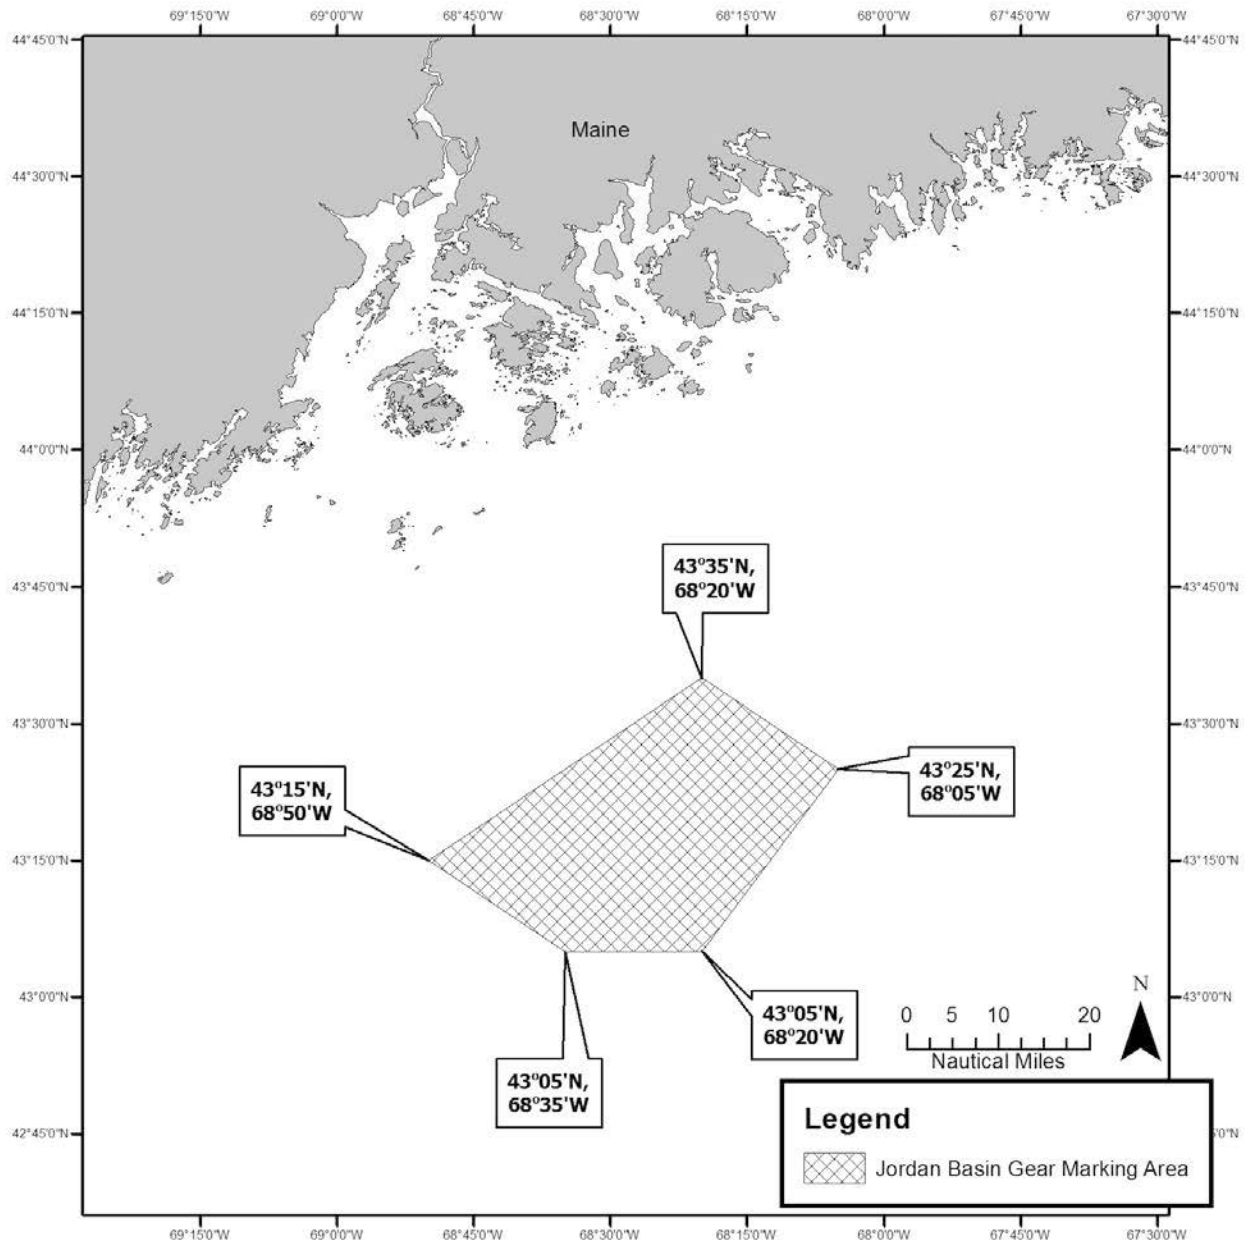 69°15'0"W 69°0'0"W 68°45'0"W 68°30'0"W 68°15'0"W 68°0'0"W 67°45'0"W 67°30'0"W
44°45'0"N 44°45'0"N
Maine
44°30'0"N 44°30'0"N
44°15'0"N 44°15'0"N
44°0'0"N 44°0'0"N
43°35'N,
68°20'W
43°45'0"N 43°45'0"N
43°30'0"N 43°30'0"N
43°25'N,
68°05'W
43°15'N,
68°50'W
43°15'0"N 43°15'0"N
43°0'0"N 43°0'0"N
43°05'N,
68°20'W
N
0 5 10 20
Nautical Miles
43°05'N,
68°35'W
Legend
42°45'0"N 5'0"N
Jordan Basin Gear Marking Area
69°15'0"W 69°0'0"W 68°45'0"W 68°30'0"W 68°15'0"W 68°0'0"W 67°45'0"W 67°30'0"W